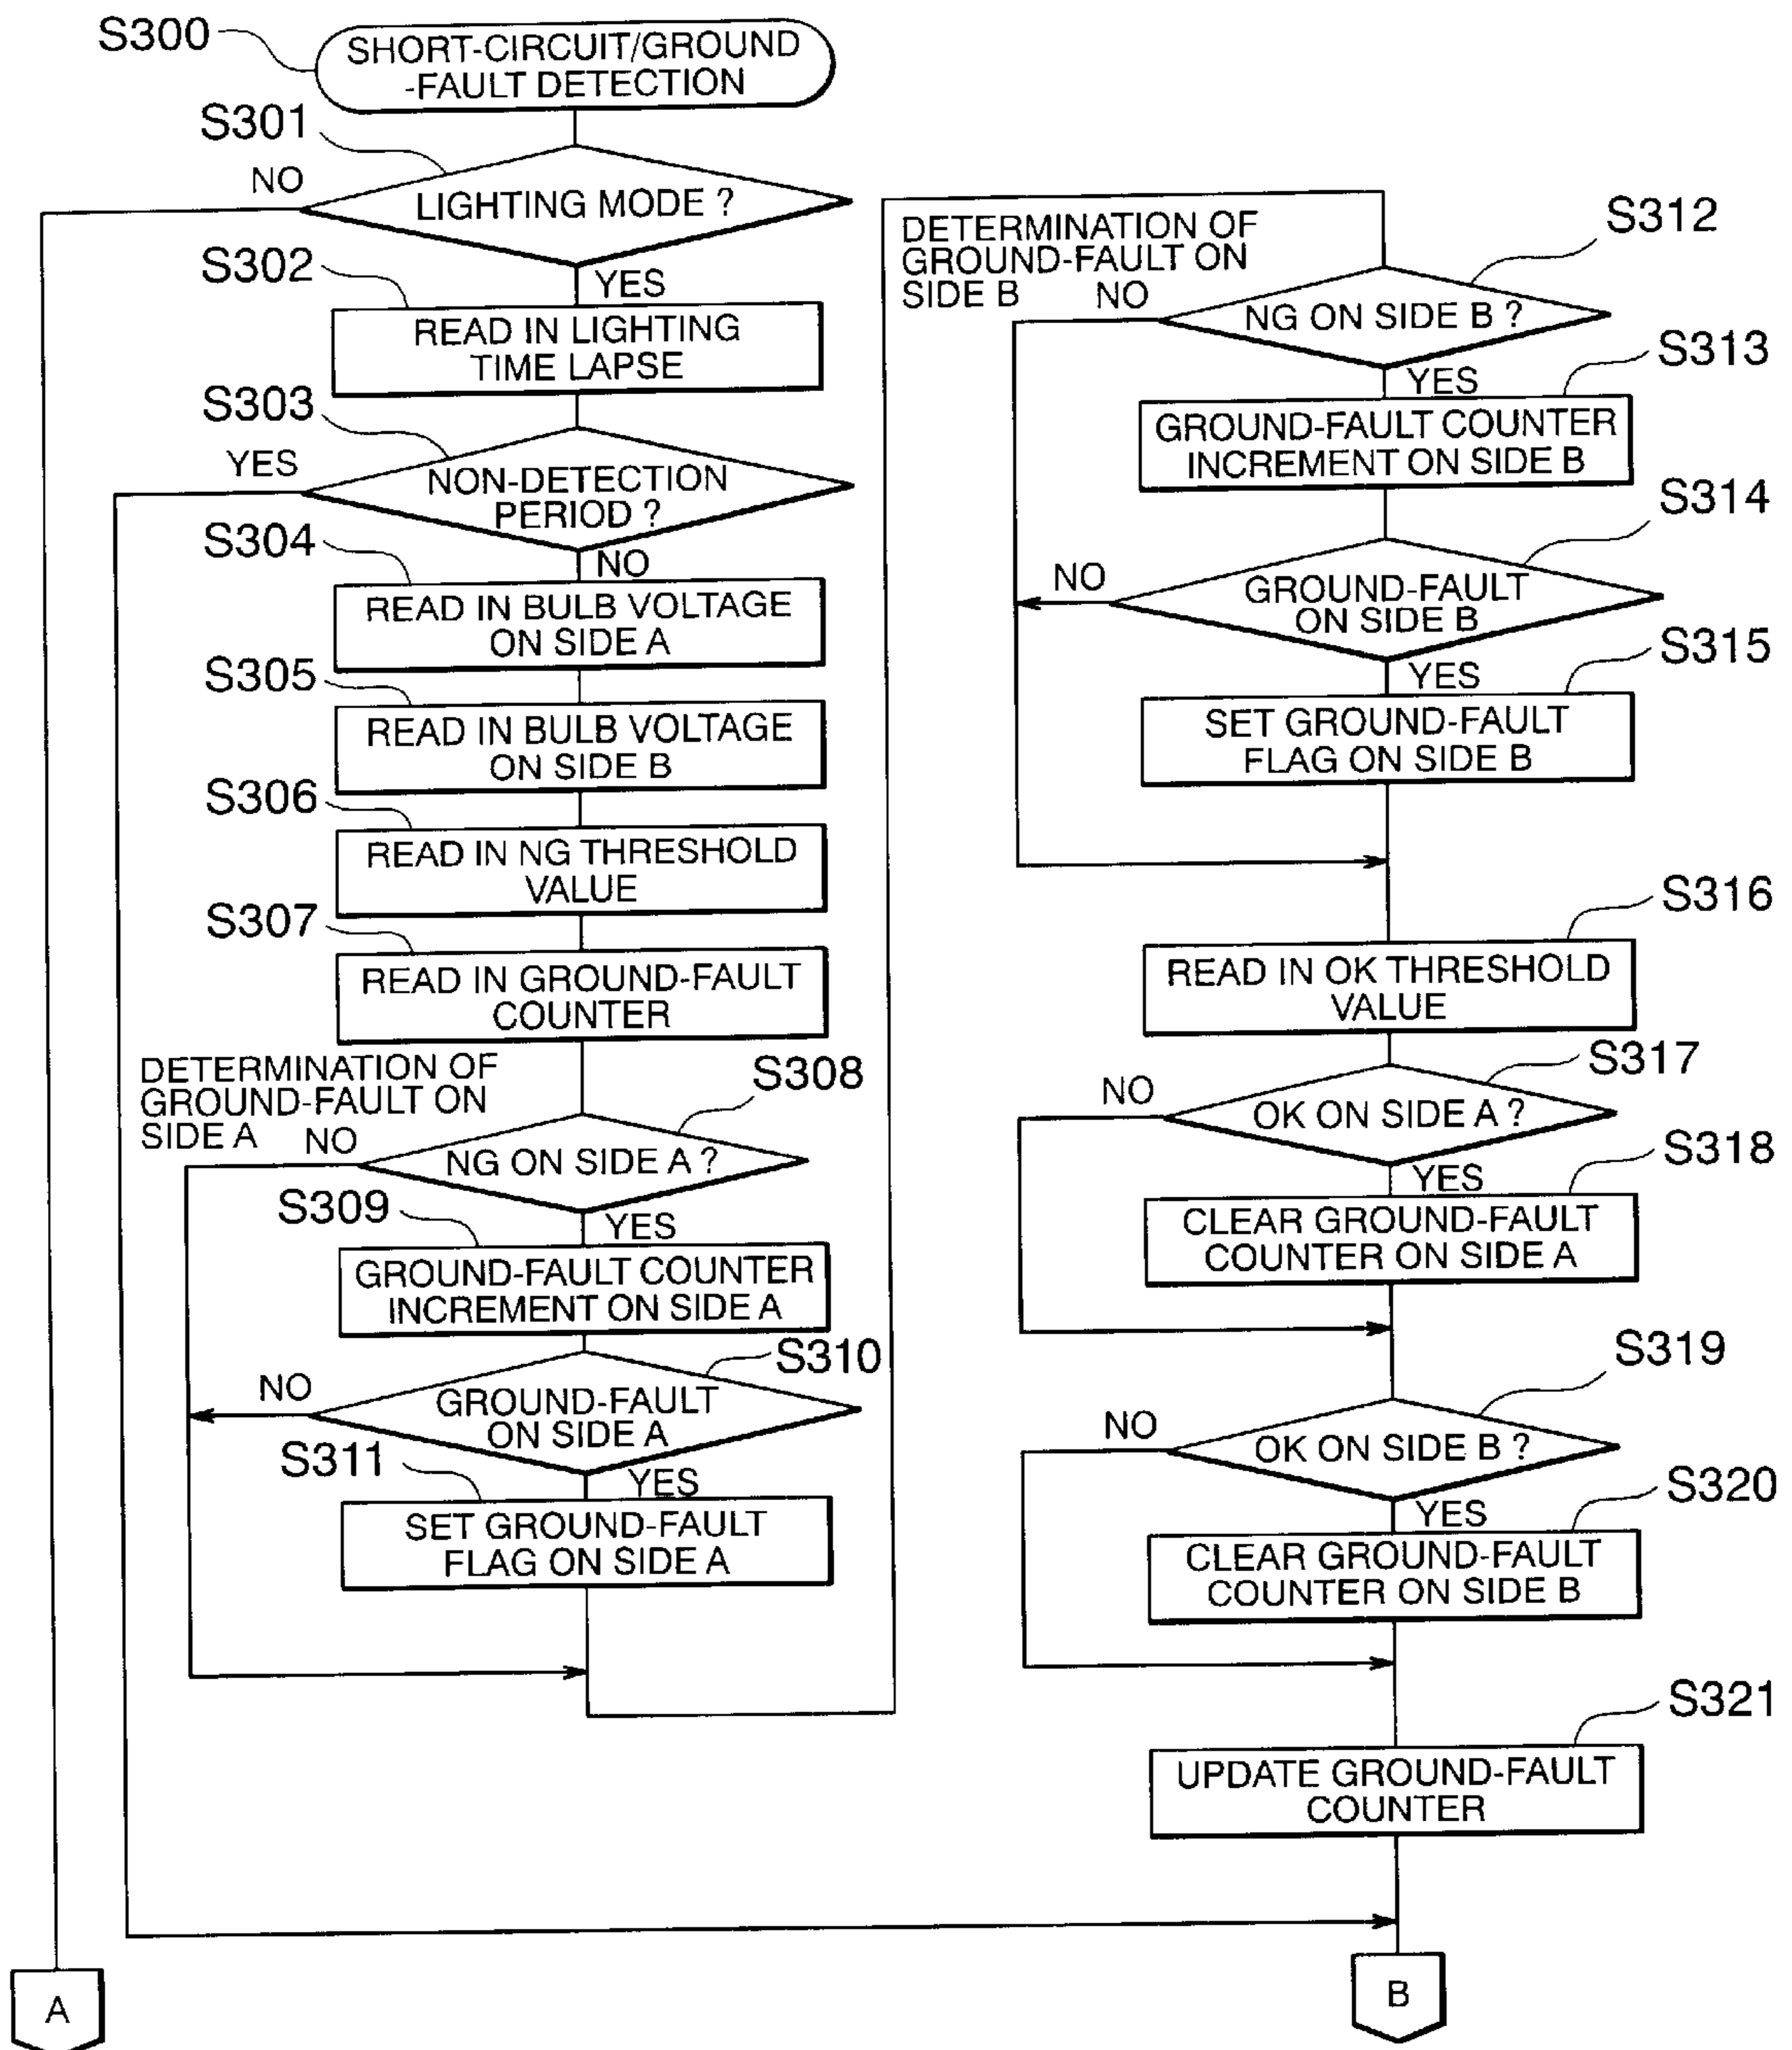 S300
SHORT-CIRCUIT/GROUND
-FAULT DETECTION
S301
NO
LIGHTING MODE ?
S302
YES
READ IN LIGHTING
TIME LAPSE
S303
YES
NON-DETECTION
PERIOD ?
S304
NO
READ IN BULB VOLTAGE
ON SIDE A
S305
READ IN BULB VOLTAGE
ON SIDE B
S306
READ IN NG THRESHOLD
VALUE
S307
READ IN GROUND-FAULT
COUNTER
DETERMINATION OF
GROUND-FAULT ON
SIDE A
NO
S308
NG ON SIDE A ?
S309
YES
GROUND-FAULT COUNTER
INCREMENT ON SIDE A
S310
NO
GROUND-FAULT
ON SIDE A
S311
YES
SET GROUND-FAULT
FLAG ON SIDE A
DETERMINATION OF
GROUND-FAULT ON
SIDE B
NO
S312
NG ON SIDE B ?
S313
YES
GROUND-FAULT COUNTER
INCREMENT ON SIDE B
S314
NO
GROUND-FAULT
ON SIDE B
S315
YES
SET GROUND-FAULT
FLAG ON SIDE B
S316
READ IN OK THRESHOLD
VALUE
S317
NO
OK ON SIDE A ?
S318
YES
CLEAR GROUND-FAULT
COUNTER ON SIDE A
S319
NO
OK ON SIDE B ?
S320
YES
CLEAR GROUND-FAULT
COUNTER ON SIDE B
S321
UPDATE GROUND-FAULT
COUNTER
A
B